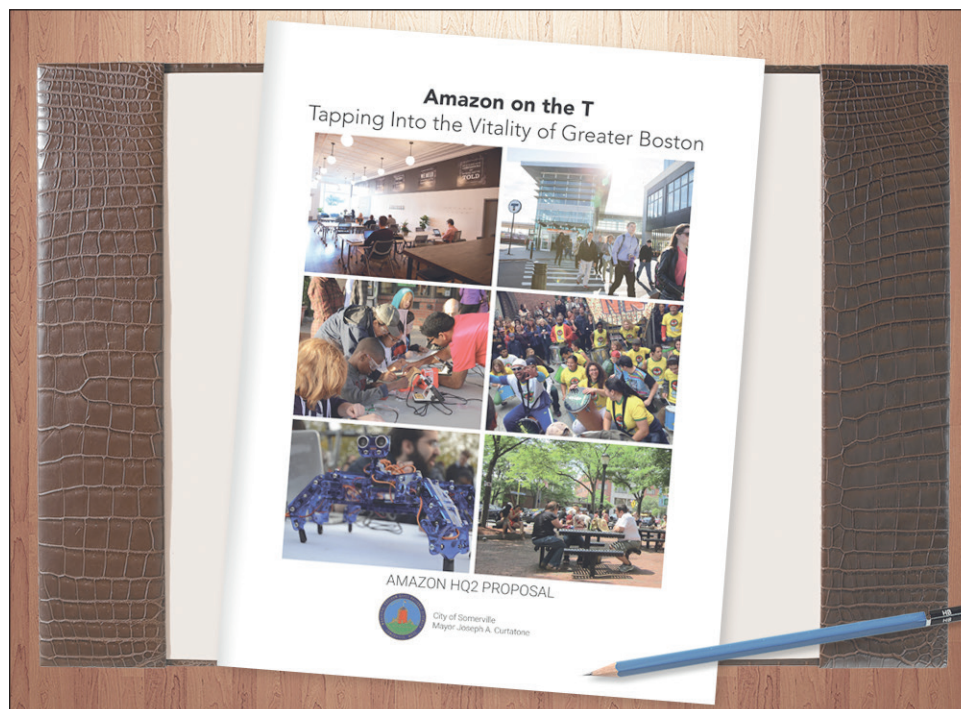 Amazon on the T
Tapping Into the Vitality of Greater Boston
TOLD
T
AMAZON HQ2 PROPOSAL
City of Somerville
Mayor Joseph A. Curtatone
HB
HB